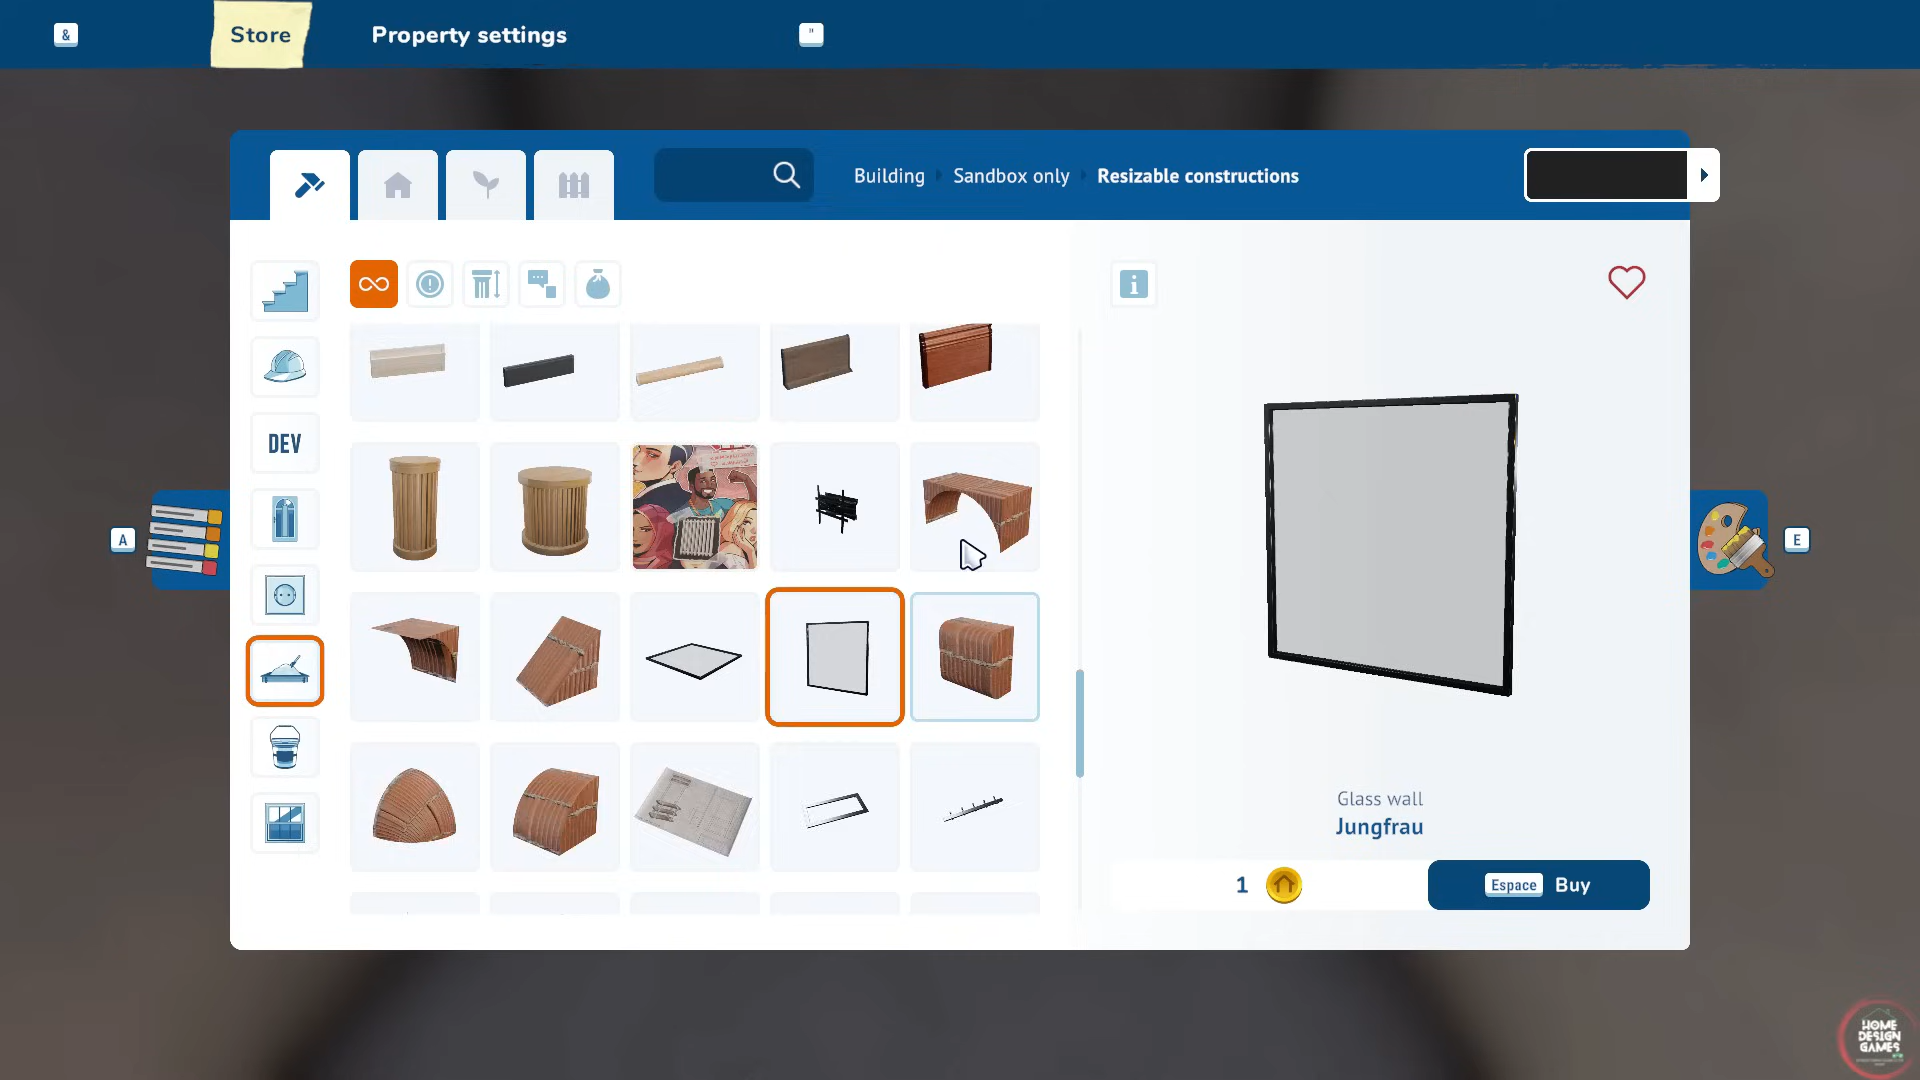 &
Store
Property settings
"
Building
Sandbox only
Resizable constructions
DEV
A
E
Glass wall
Jungfrau
1
Espace
Buy
HOME
DESIGN
GAMES